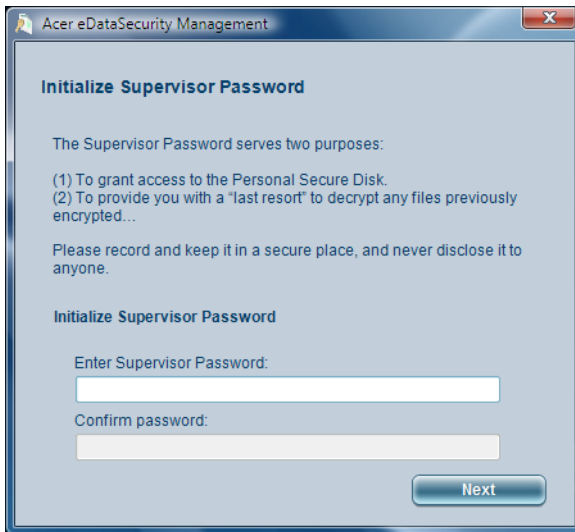 Acer eDataSecurity Management
Initialize Supervisor Password
The Supervisor Password serves two purposes:
(1) To grant access to the Personal Secure Disk.
(2) To provide you with a “last resort” to decrypt any files previously
encrypted...
Please record and keep it in a secure place, and never disclose it to
anyone.
Initialize Supervisor Password
Enter Supervisor Password:
Confirm password:
Next